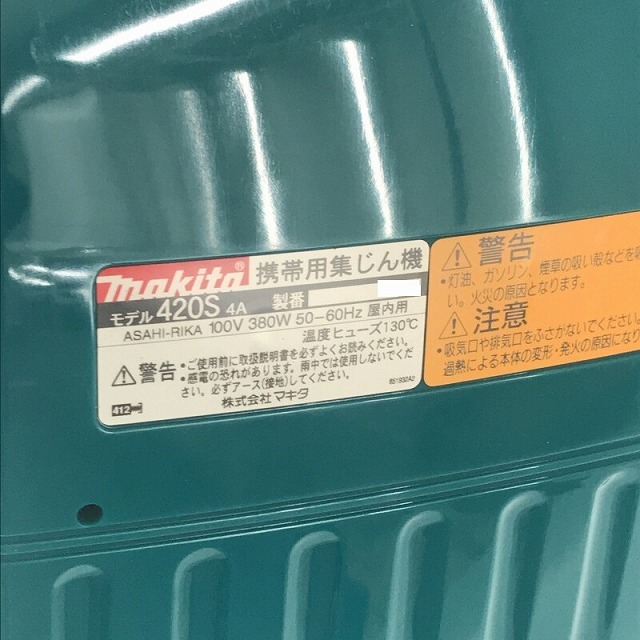 makita® 携帯用集じん機
モデル 420S 4A 製番
ASAHI-RIKA 100V 380W 50-60Hz 屋内用
温度ヒューズ130℃
警告
・ご使用前に取扱説明書を必ずよくお読みください。
・感電の恐れがあります。雨中では使用しないでくだ
さい。必ずアース(接地)してください。
412
株式会社 マキタ
851932A2
警告
・灯油、ガソリン、煙草の吸い殻などを吸
い。火災の原因となります。
注意
・吸気口や排気口をふさがないでください。
過熱による本体の変形・発火の原因になり